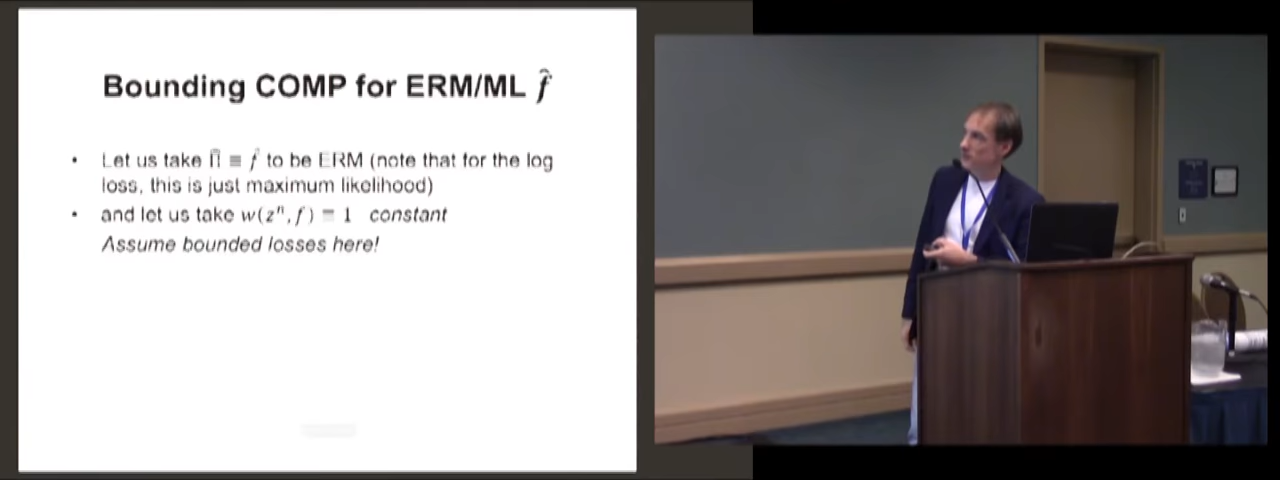 Bounding COMP for ERM/ML f̂
• Let us take Π̂ ≡ f̂ to be ERM (note that for the log
loss, this is just maximum likelihood)
• and let us take w(zⁿ, f) ≡ 1 constant
Assume bounded losses here!